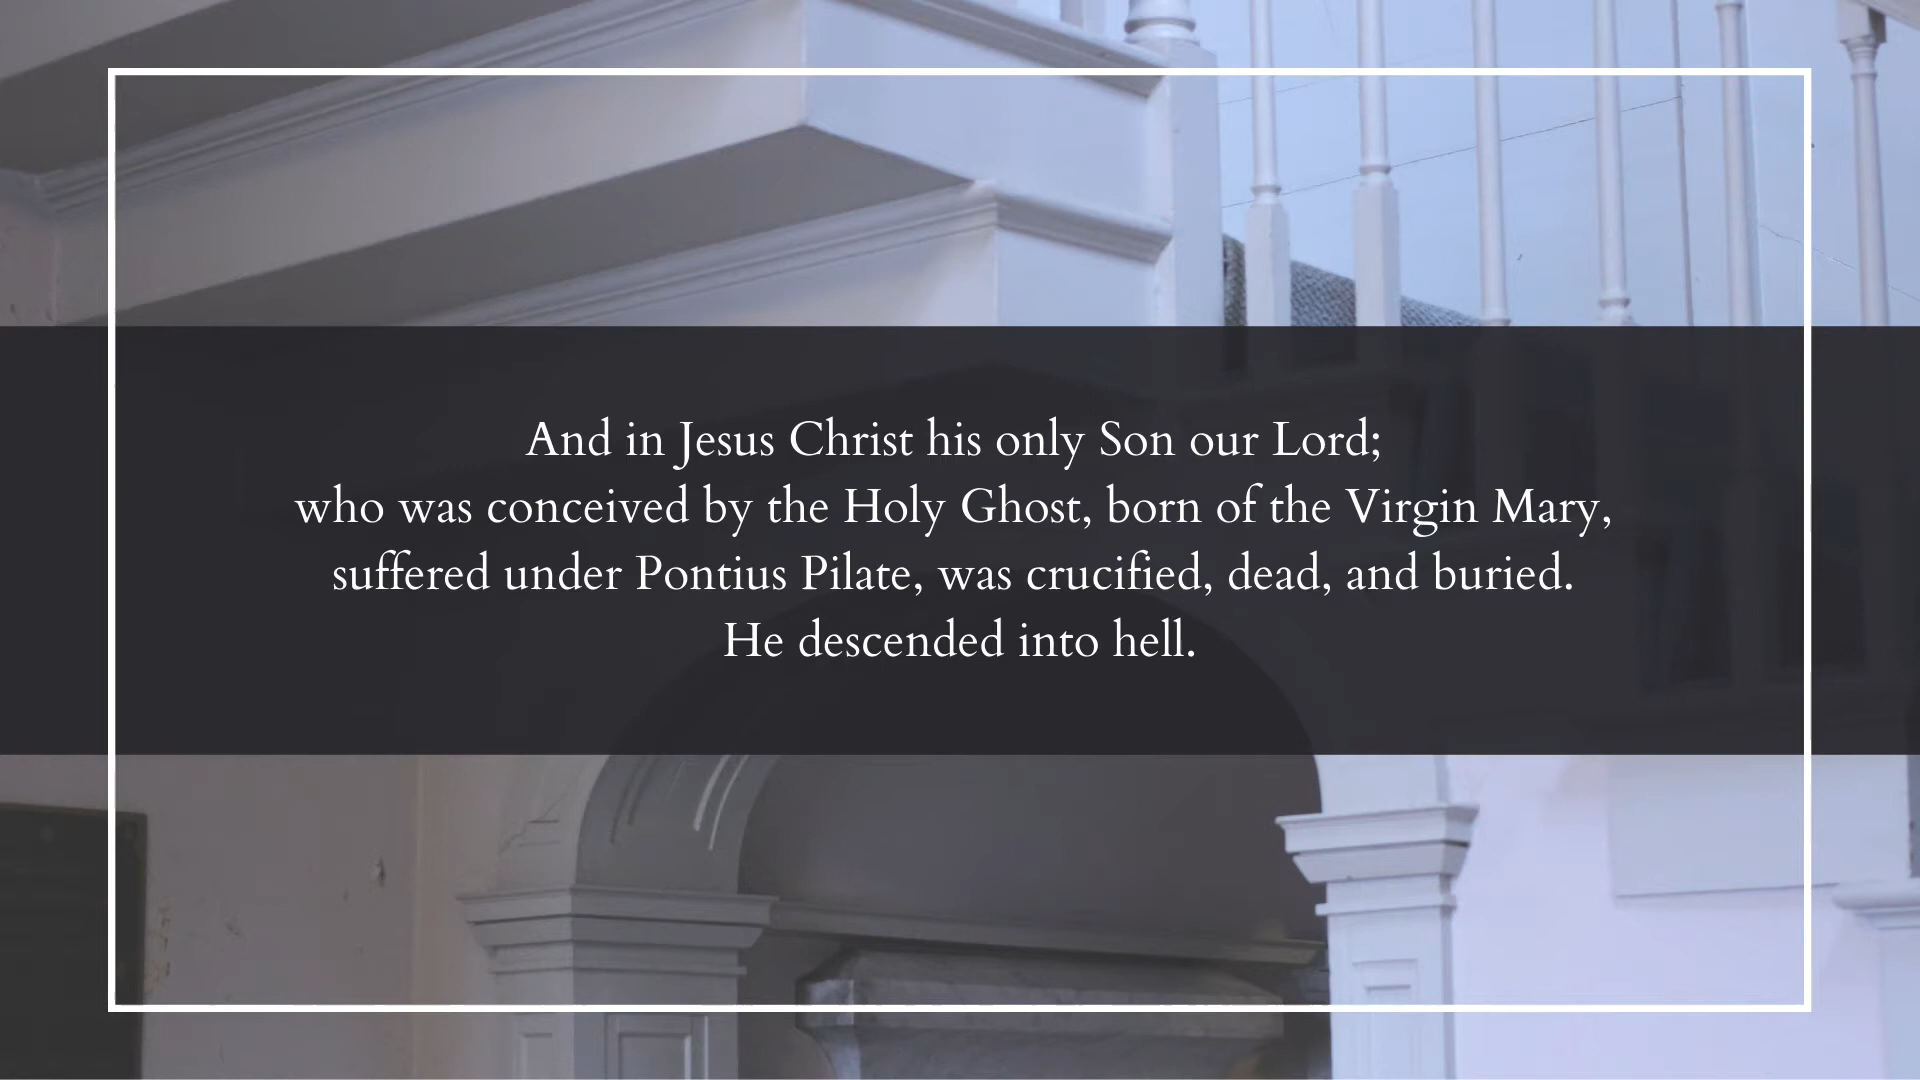 And in Jesus Christ his only Son our Lord;
who was conceived by the Holy Ghost, born of the Virgin Mary,
suffered under Pontius Pilate, was crucified, dead, and buried.
He descended into hell.